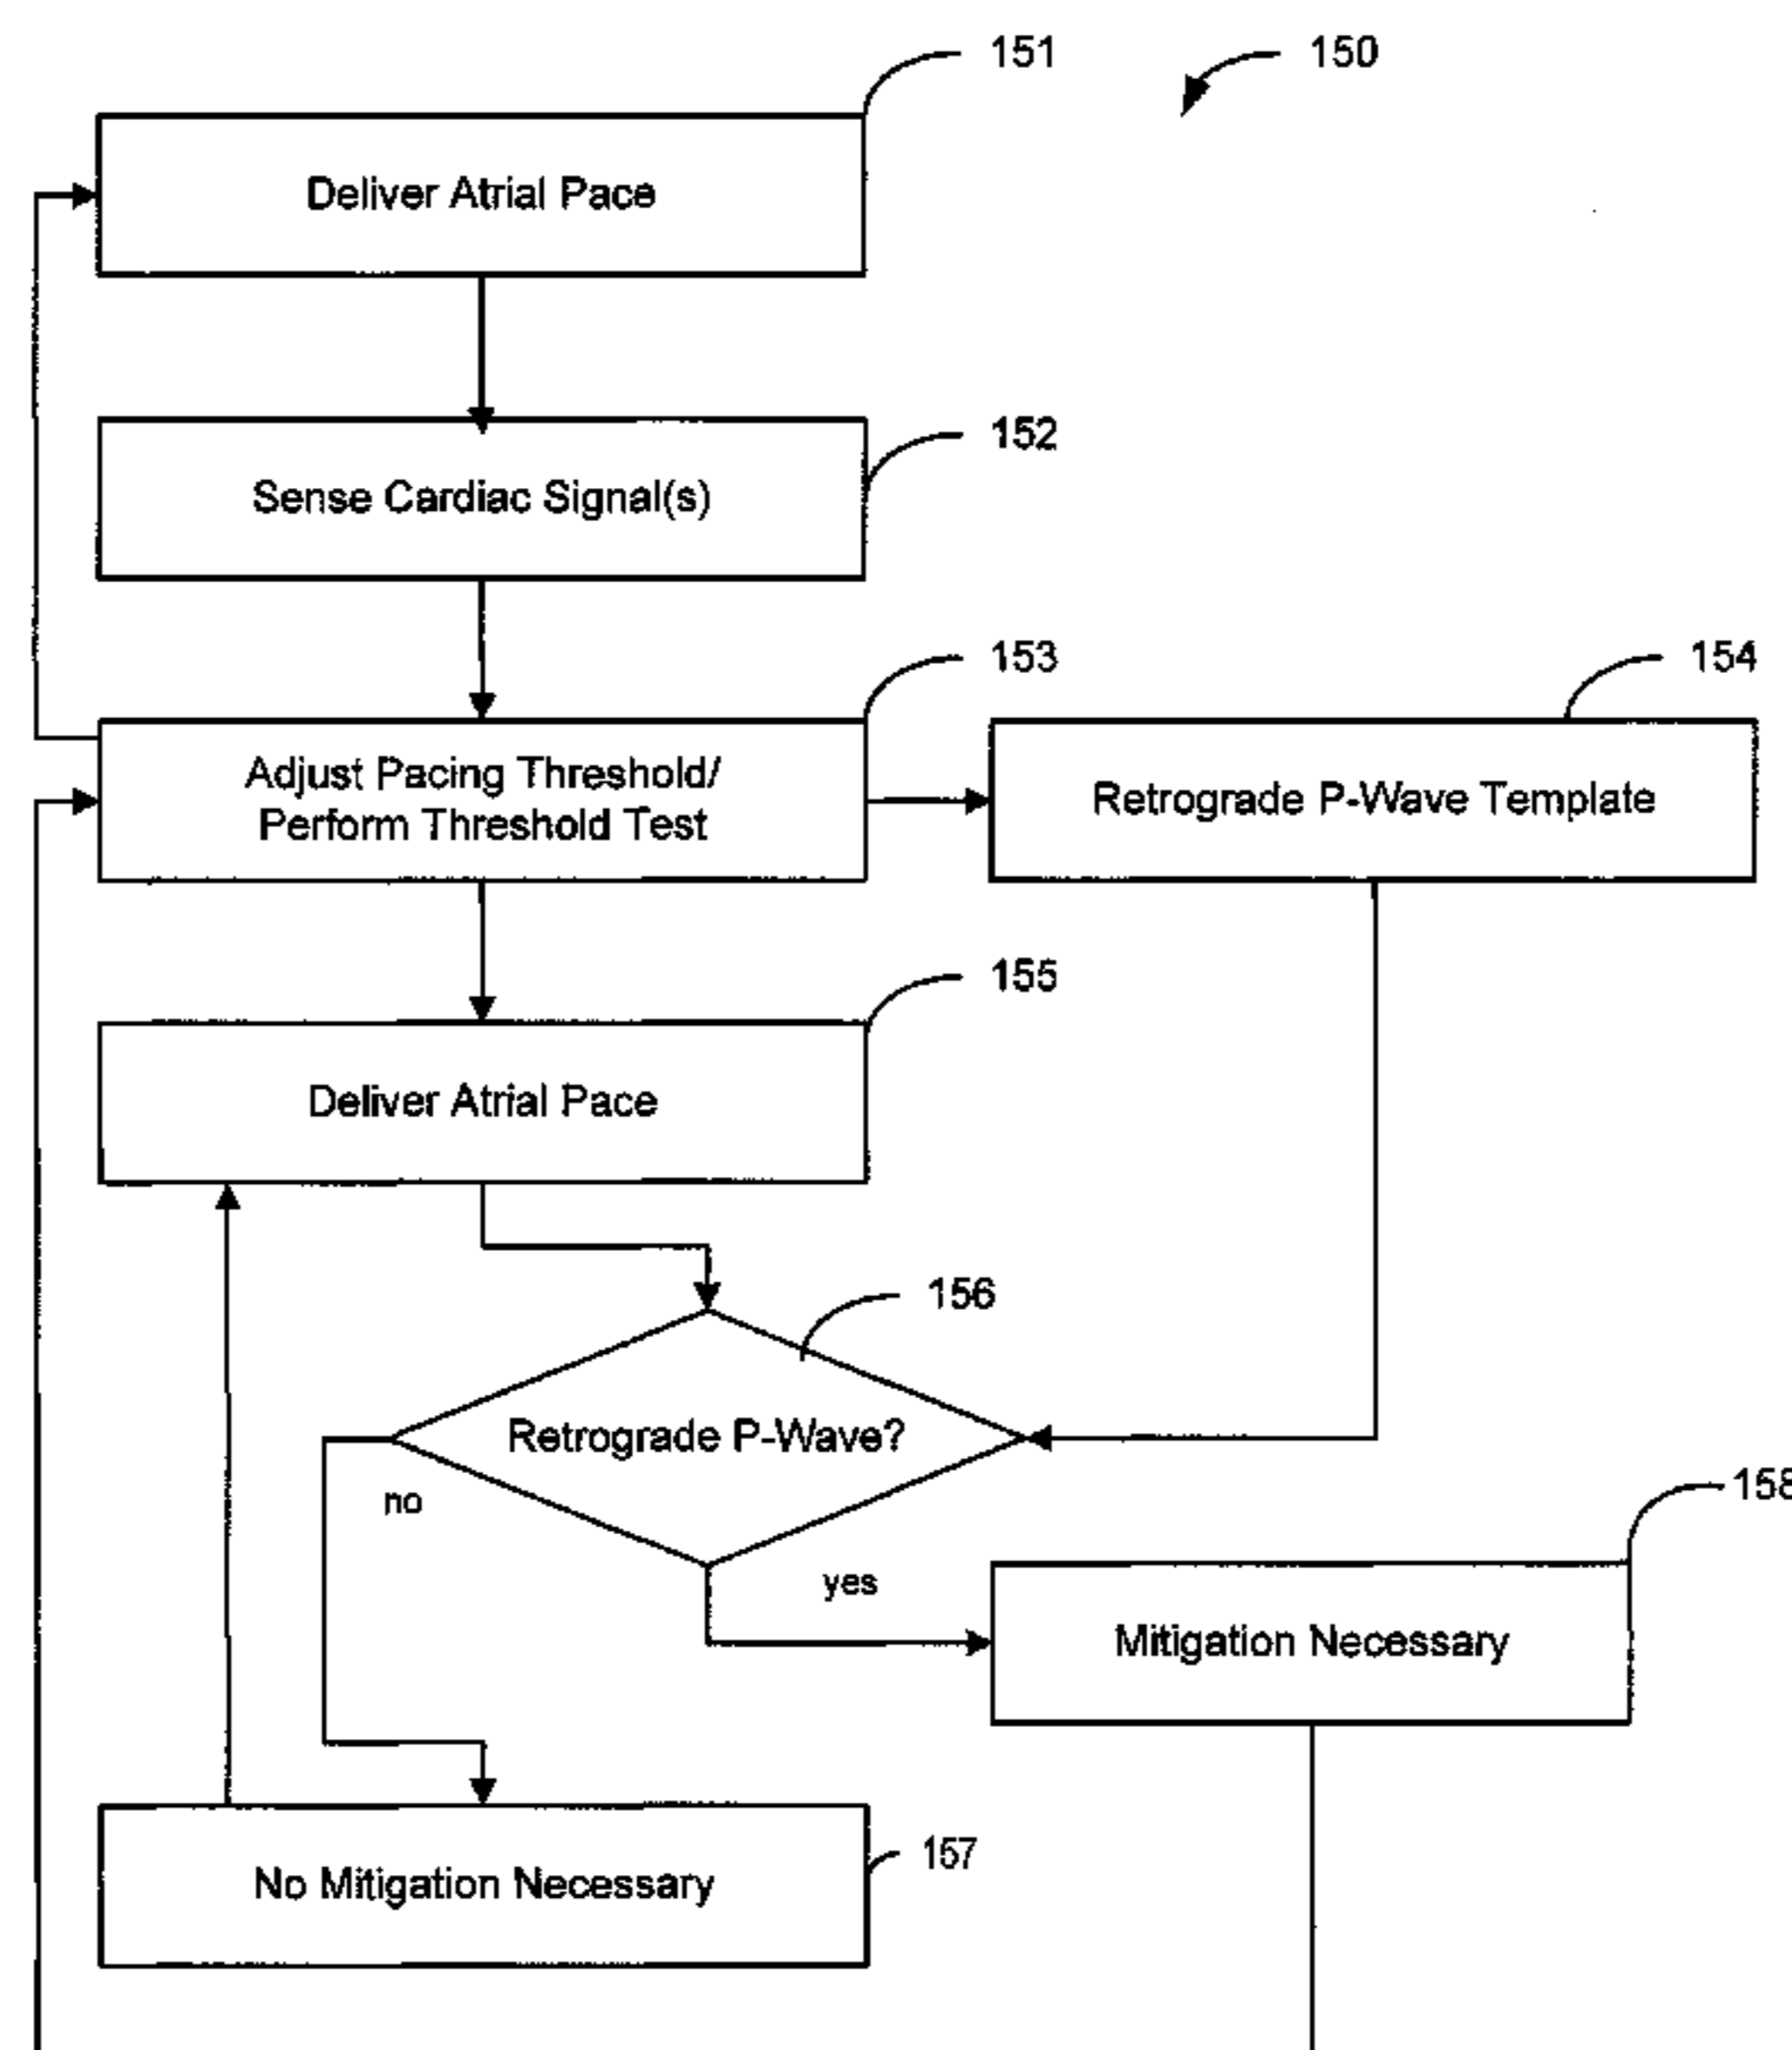 151
150
Deliver Atrial Pace
152
Sense Cardiac Signal(s)
153
154
Adjust Pacing Threshold/
Perform Threshold Test
Retrograde P-Wave Template
155
Deliver Atrial Pace
156
Retrograde P-Wave?
no
158
yes
Mitigation Necessary
157
No Mitigation Necessary